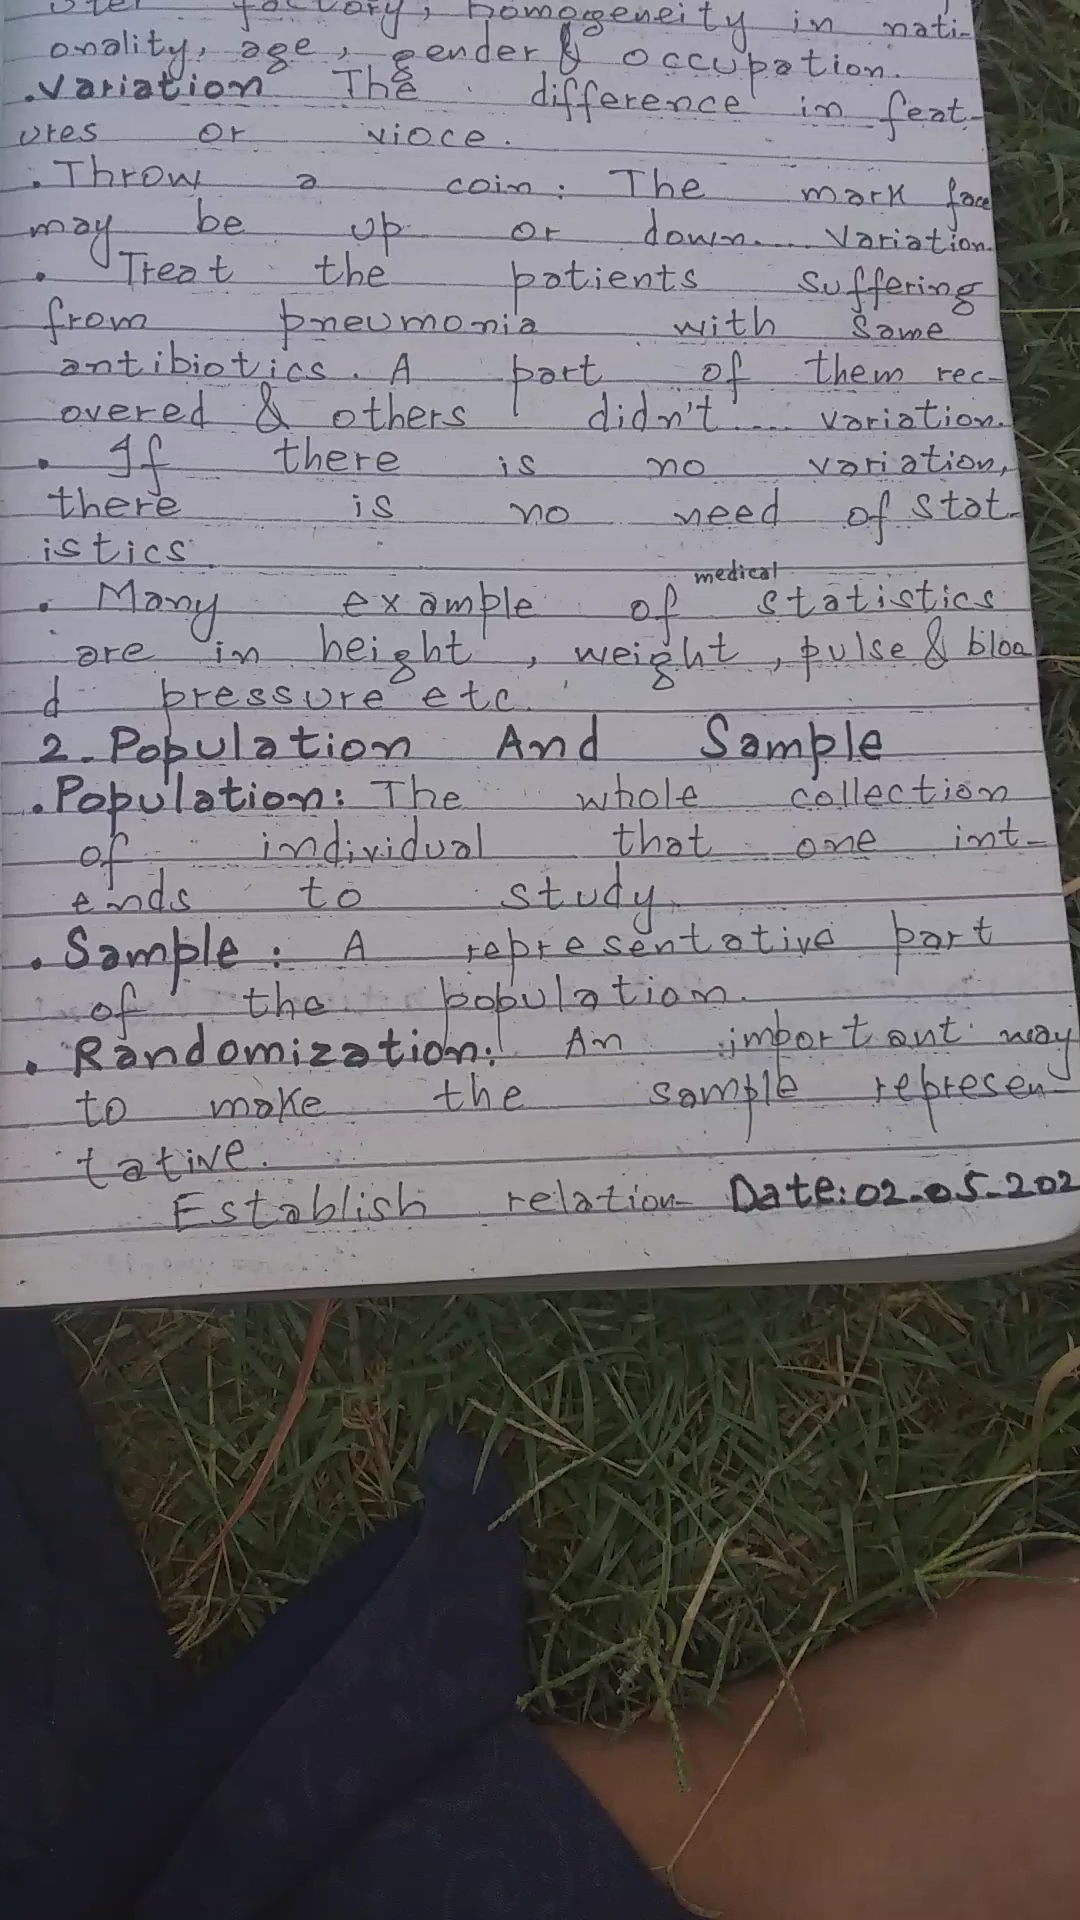 factory, homogeneity in nati-
onality, age, gender & occupation.
. Variation The difference in feat-
ures or vioce.
. Throw a coin: The mark face
may be up or down.... Variation.
. Treat the patients suffering
from pneumonia with same
antibiotics. A part of them rec-
overed & others didn't.... variation.
. If there is no variation,
there is no need of stat-
istics.
. Many example of medical statistics
are in height, weight, pulse & bloo
d pressure etc.
2. Population And Sample
. Population: The whole collection
of individual that one int-
ends to study.
. Sample: A representative part
of the population.
. Randomization: An important way
to make the sample represen
tative.
Establish relation Date: 02.05.202